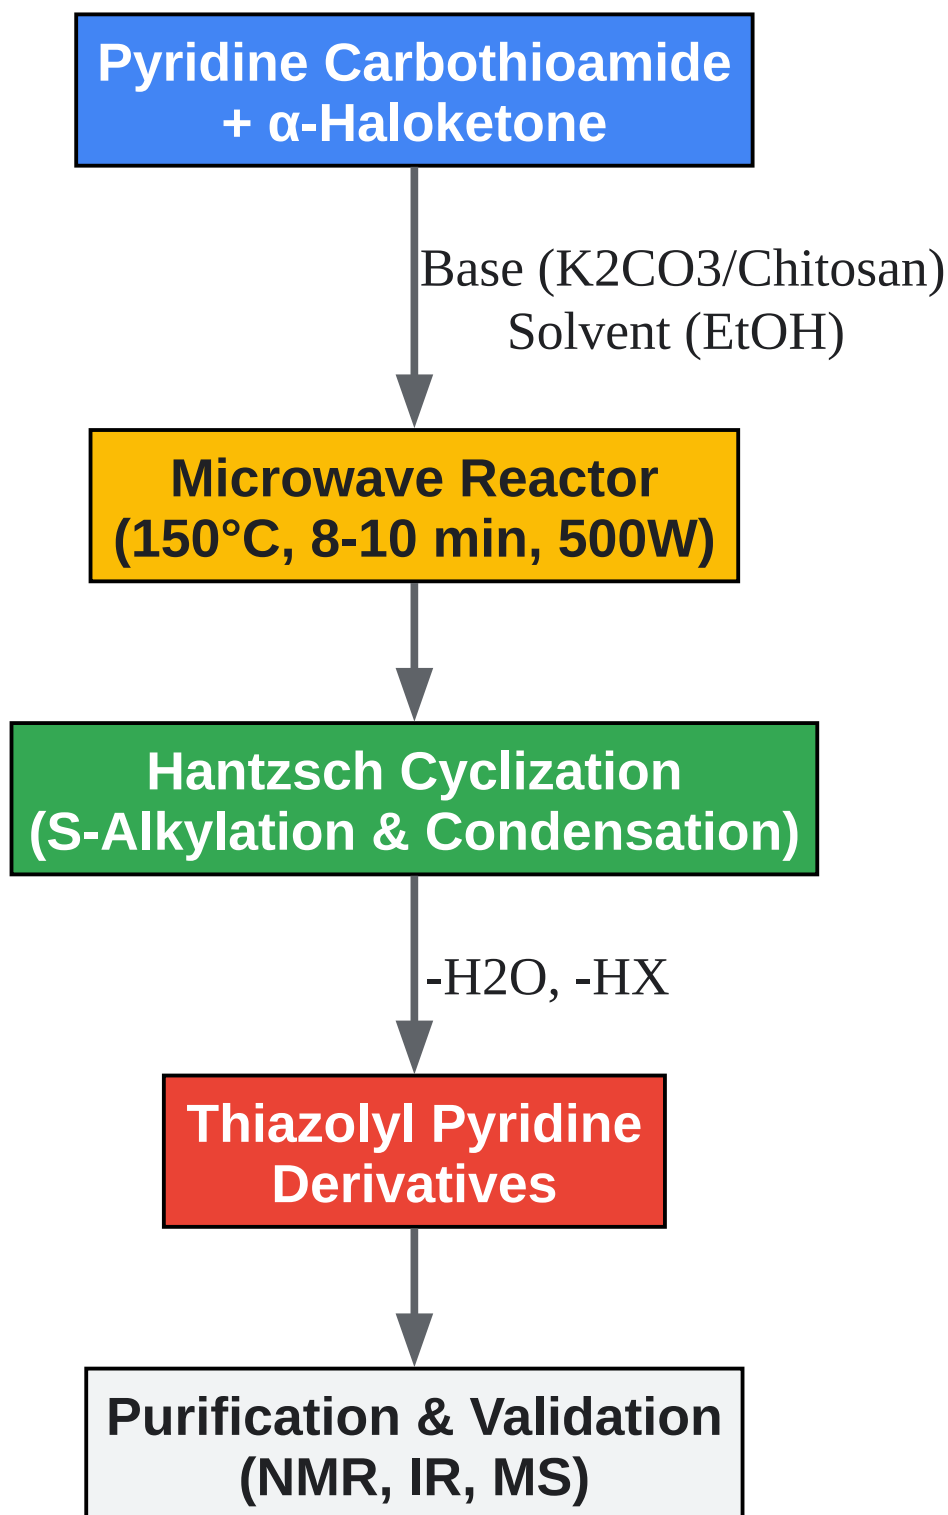 Pyridine Carbothioamide
+ α-Haloketone
Base (K2CO3/Chitosan)
Solvent (EtOH)
Microwave Reactor
(150°C, 8-10 min, 500W)
Hantzsch Cyclization
(S-Alkylation & Condensation)
-H2O, -HX
Thiazolyl Pyridine
Derivatives
Purification & Validation
(NMR, IR, MS)